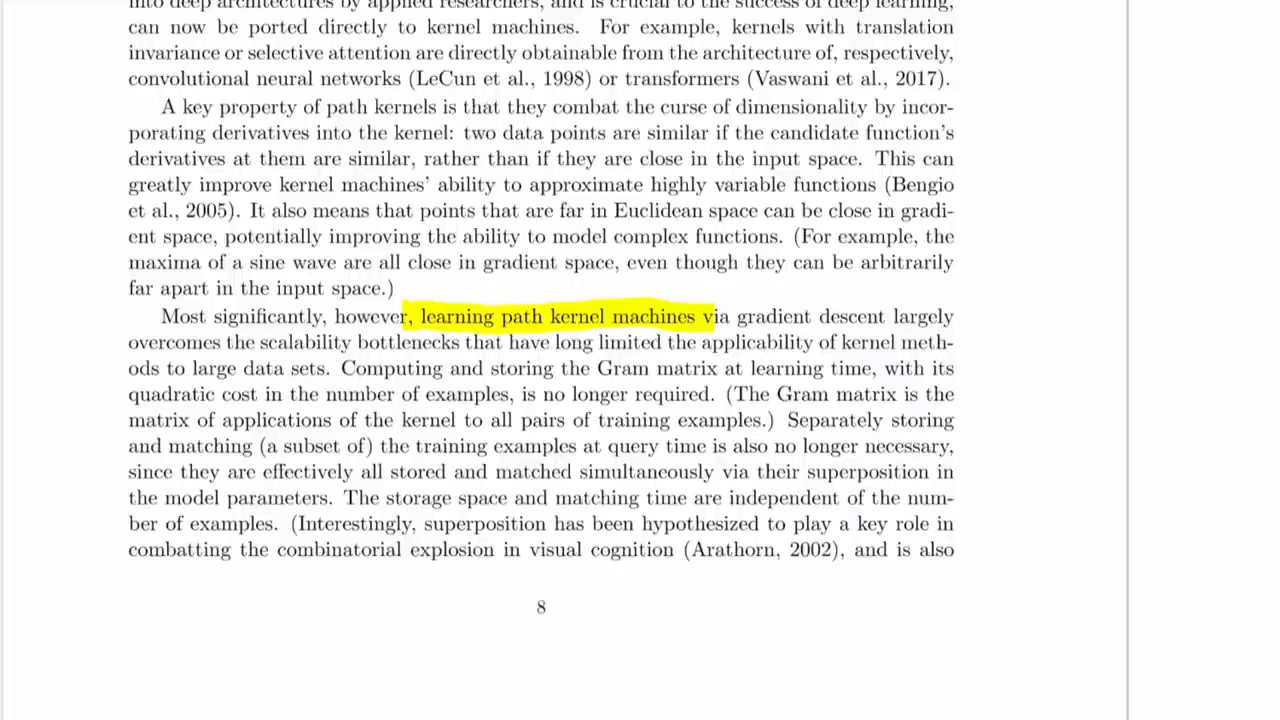 into deep architectures by applied researchers, and is crucial to the success of deep learning,
can now be ported directly to kernel machines. For example, kernels with translation
invariance or selective attention are directly obtainable from the architecture of, respectively,
convolutional neural networks (LeCun et al., 1998) or transformers (Vaswani et al., 2017).
A key property of path kernels is that they combat the curse of dimensionality by incor-
porating derivatives into the kernel: two data points are similar if the candidate function's
derivatives at them are similar, rather than if they are close in the input space. This can
greatly improve kernel machines' ability to approximate highly variable functions (Bengio
et al., 2005). It also means that points that are far in Euclidean space can be close in gradi-
ent space, potentially improving the ability to model complex functions. (For example, the
maxima of a sine wave are all close in gradient space, even though they can be arbitrarily
far apart in the input space.)
Most significantly, however, learning path kernel machines via gradient descent largely
overcomes the scalability bottlenecks that have long limited the applicability of kernel meth-
ods to large data sets. Computing and storing the Gram matrix at learning time, with its
quadratic cost in the number of examples, is no longer required. (The Gram matrix is the
matrix of applications of the kernel to all pairs of training examples.) Separately storing
and matching (a subset of) the training examples at query time is also no longer necessary,
since they are effectively all stored and matched simultaneously via their superposition in
the model parameters. The storage space and matching time are independent of the num-
ber of examples. (Interestingly, superposition has been hypothesized to play a key role in
combatting the combinatorial explosion in visual cognition (Arathorn, 2002), and is also
8